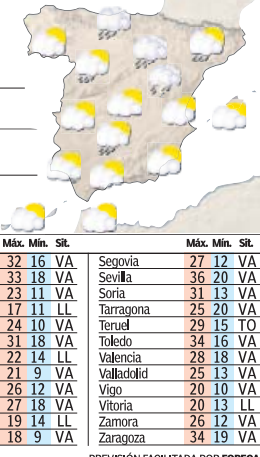 Máx. Mín. Sit. Máx. Mín. Sit.
32 16 VA Segovia 27 12 VA
33 18 VA Sevilla 36 20 VA
23 11 VA Soria 31 13 VA
17 11 LL Tarragona 25 20 VA
24 10 VA Teruel 29 15 TO
31 18 VA Toledo 34 16 VA
22 14 LL Valencia 28 18 VA
21 9 VA Valladolid 25 13 VA
26 12 VA Vigo 20 10 VA
27 18 VA Vitoria 20 13 LL
19 14 LL Zamora 26 12 VA
18 9 VA Zaragoza 34 19 VA
PREVISIÓN FACILITADA POR FORECA